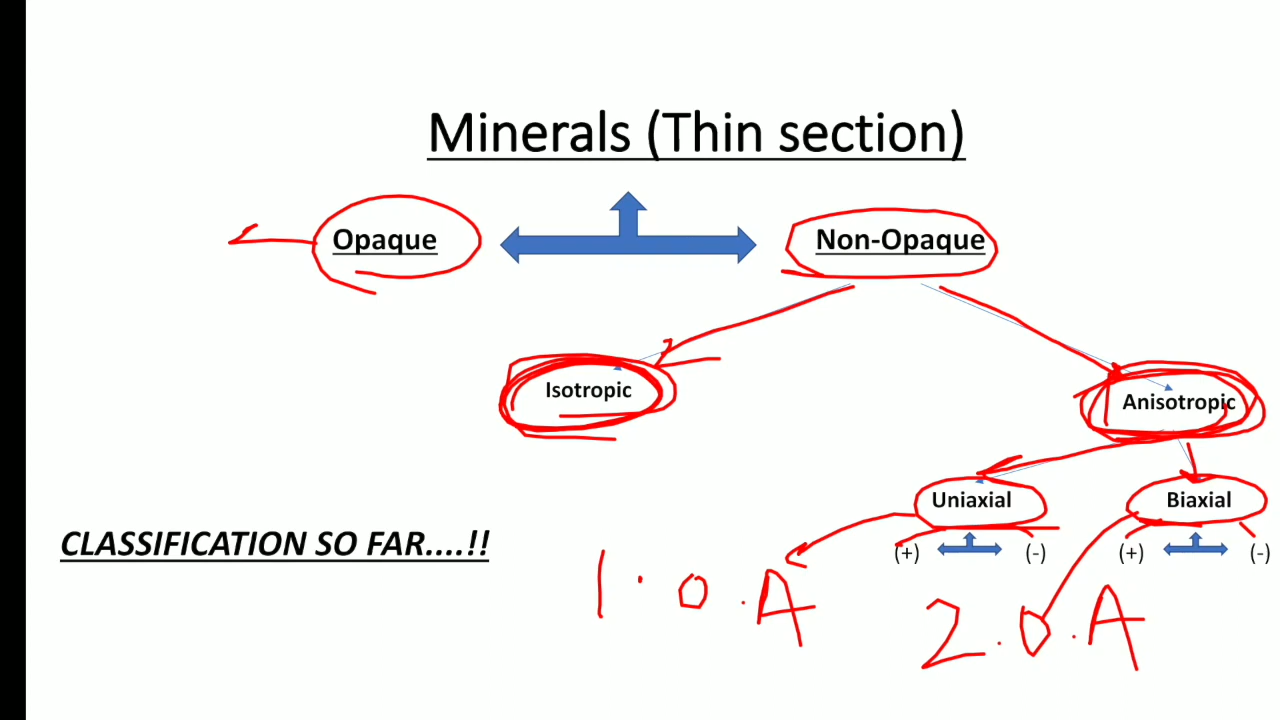 Minerals (Thin section)
Opaque Non-Opaque
Isotropic Anisotropic
Uniaxial Biaxial
CLASSIFICATION SO FAR....!!
(+) (-) (+) (-)
1.O.A 2.O.A